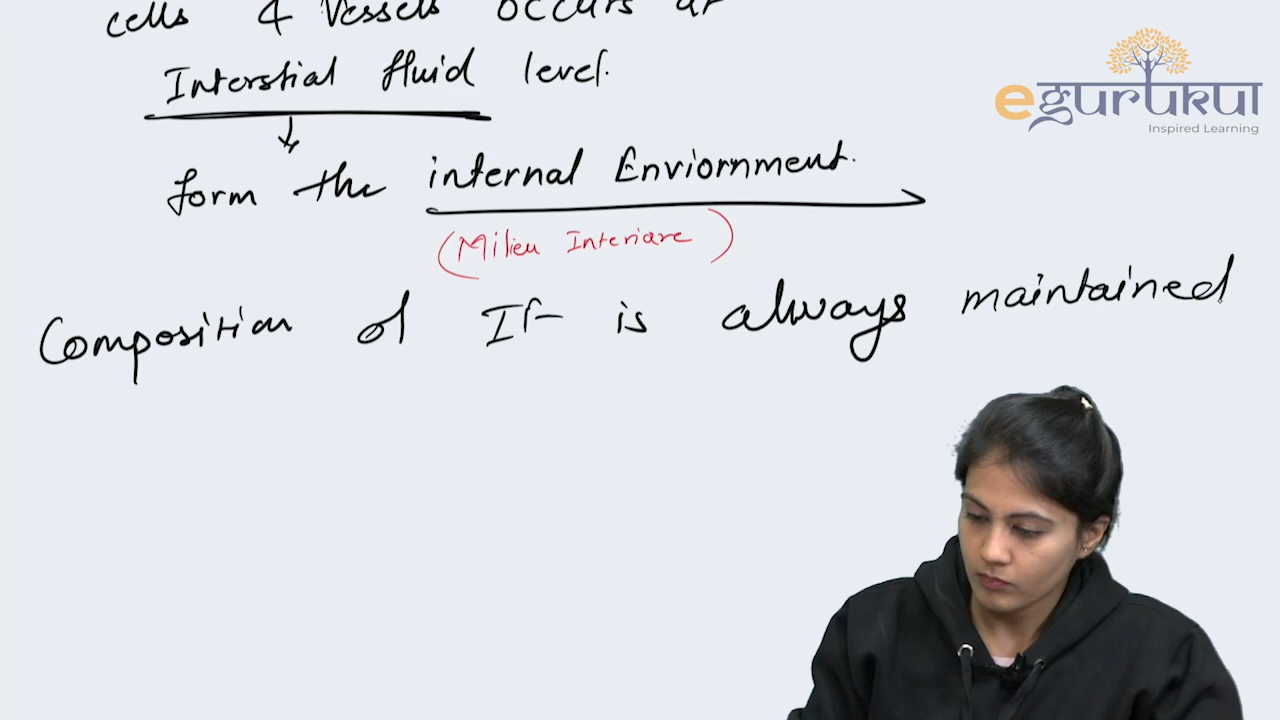 cells & Vessels occurs at
Interstial fluid level.
form the internal Enviornment.
(Milieu Interiare)
Composition of IF is always maintained
eGURUKUL
Inspired Learning